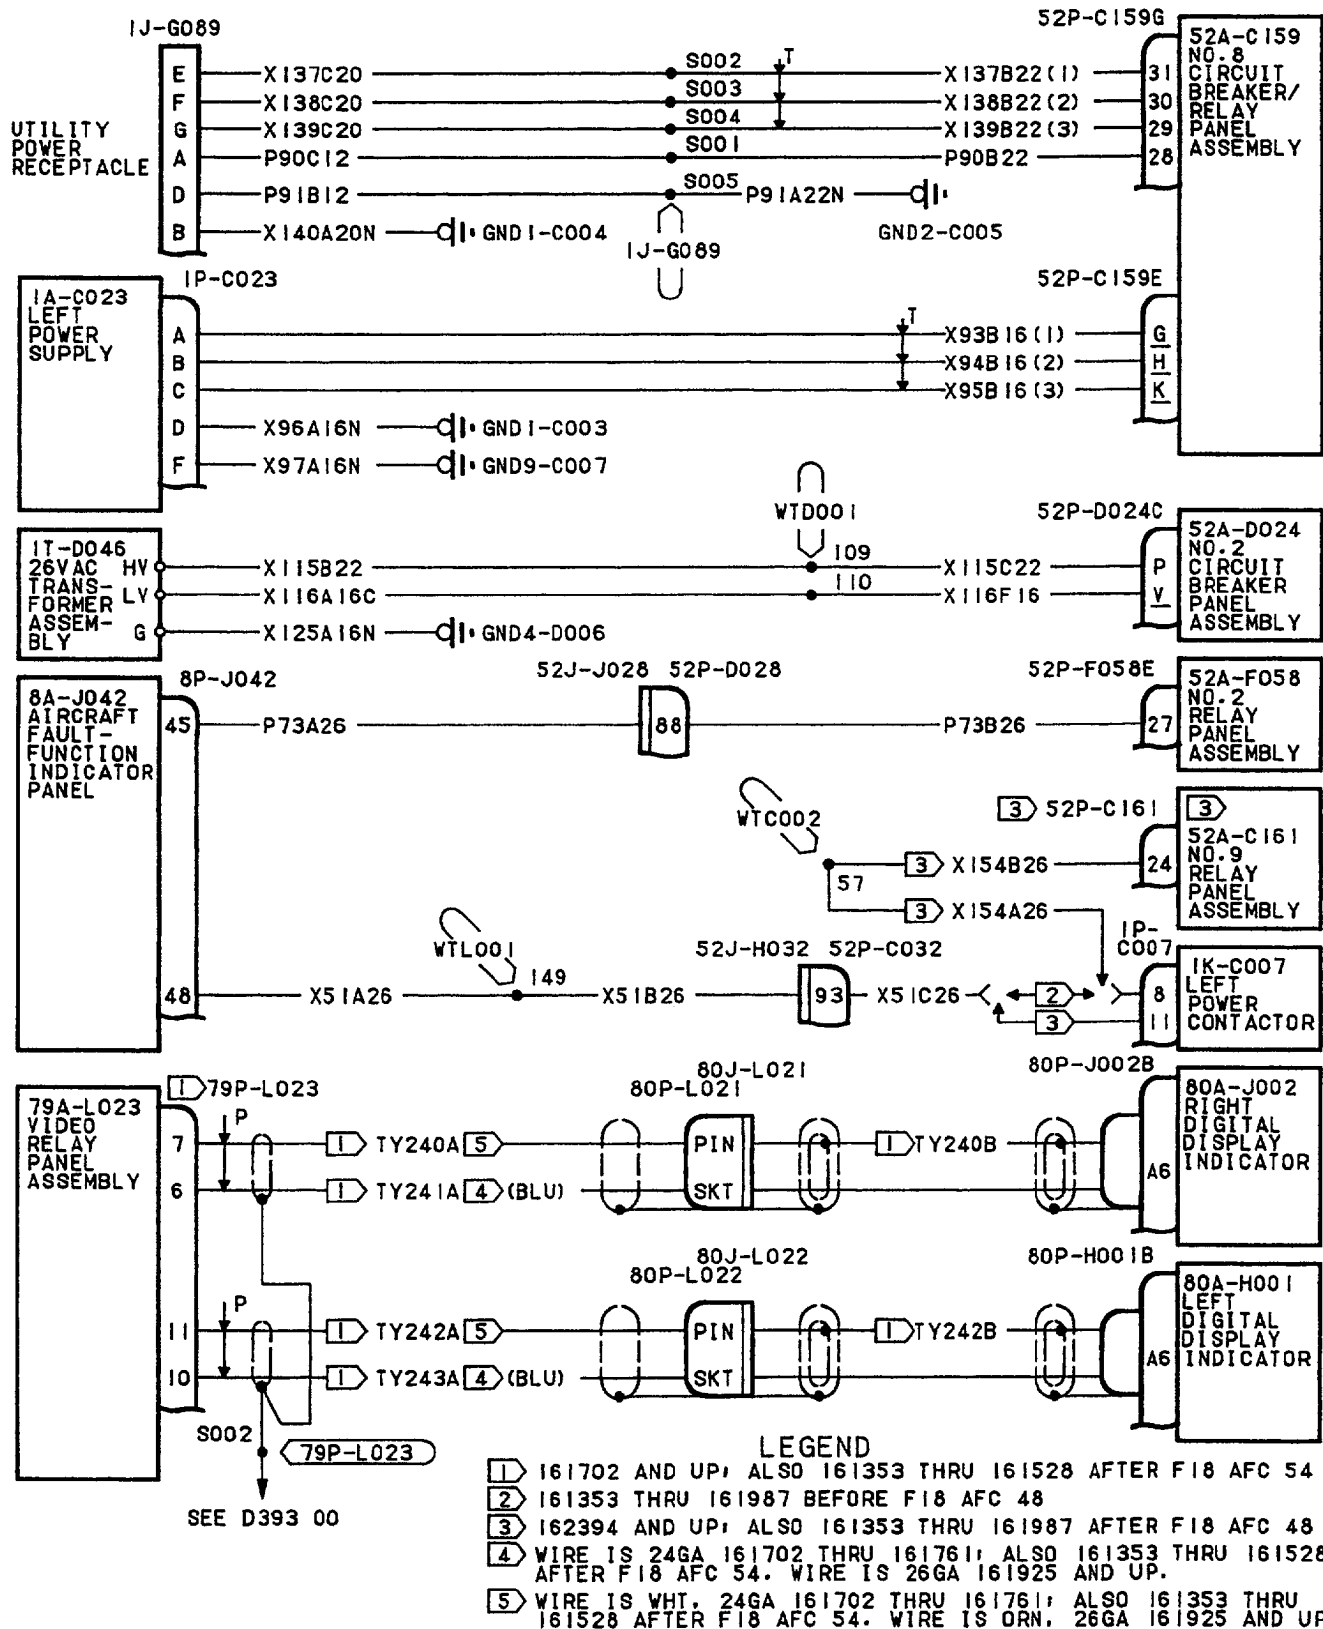 1J-G089
52P-C159G
UTILITY
POWER
RECEPTACLE
E X137C20 S002 T X137B22(1) 31
F X138C20 S003 X138B22(2) 30
G X139C20 S004 X139B22(3) 29
A P90C12 S001 P90B22 28
D P91B12 S005 P91A22N
B X140A20N GND1-C004
1J-G089
GND2-C005
52A-C159
NO.8
CIRCUIT
BREAKER/
RELAY
PANEL
ASSEMBLY
1P-C023
52P-C159E
1A-C023
LEFT
POWER
SUPPLY
A T X93B16(1) G
B X94B16(2) H
C X95B16(3) K
D X96A16N GND1-C003
F X97A16N GND9-C007
WTD001
52P-D024C
1T-D046
26VAC
TRANS-
FORMER
ASSEM-
BLY
HV X115B22 109 X115C22 P
LV X116A16C 110 X116F16 V
G X125A16N GND4-D006
52A-D024
NO.2
CIRCUIT
BREAKER
PANEL
ASSEMBLY
8P-J042
52J-J028 52P-D028
52P-F058E
8A-J042
AIRCRAFT
FAULT-
FUNCTION
INDICATOR
PANEL
45 P73A26 88 P73B26 27
52A-F058
NO.2
RELAY
PANEL
ASSEMBLY
WTC002
3 52P-C161
3
52A-C161
NO.9
RELAY
PANEL
ASSEMBLY
57 3 X154B26 24
3 X154A26
WTL001
52J-H032 52P-C032
1P-
C007
48 X51A26 149 X51B26 93 X51C26 2 8
3 11
1K-C007
LEFT
POWER
CONTACTOR
1 79P-L023
80J-L021
80P-L021
80P-J002B
79A-L023
VIDEO
RELAY
PANEL
ASSEMBLY
P
7 1 TY240A 5 PIN 1 TY240B
6 1 TY241A 4 (BLU) SKT A6
80A-J002
RIGHT
DIGITAL
DISPLAY
INDICATOR
80J-L022
80P-L022
80P-H001B
P
11 1 TY242A 5 PIN 1 TY242B
10 1 TY243A 4 (BLU) SKT A6
80A-H001
LEFT
DIGITAL
DISPLAY
INDICATOR
S002
79P-L023
SEE D393 00
LEGEND
1 161702 AND UP; ALSO 161353 THRU 161528 AFTER F18 AFC 54
2 161353 THRU 161987 BEFORE F18 AFC 48
3 162394 AND UP; ALSO 161353 THRU 161987 AFTER F18 AFC 48
4 WIRE IS 24GA 161702 THRU 161761; ALSO 161353 THRU 161528
AFTER F18 AFC 54. WIRE IS 26GA 161925 AND UP.
5 WIRE IS WHT, 24GA 161702 THRU 161761; ALSO 161353 THRU
161528 AFTER F18 AFC 54. WIRE IS ORN, 26GA 161925 AND UP